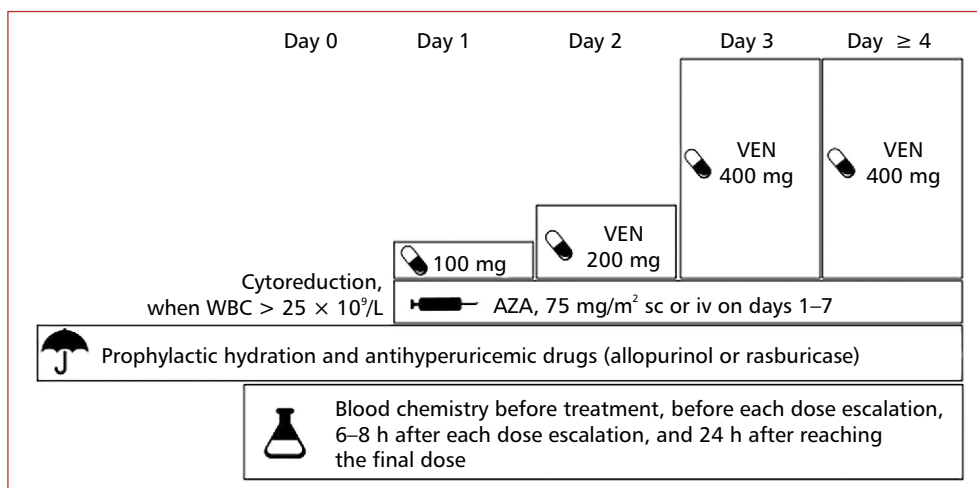 Day 0 Day 1 Day 2 Day 3 Day ≥ 4
VEN
400 mg
VEN
400 mg
VEN
200 mg
100 mg
Cytoreduction,
when WBC > 25 × 10⁹/L
AZA, 75 mg/m² sc or iv on days 1–7
Prophylactic hydration and antihyperuricemic drugs (allopurinol or rasburicase)
Blood chemistry before treatment, before each dose escalation,
6–8 h after each dose escalation, and 24 h after reaching
the final dose